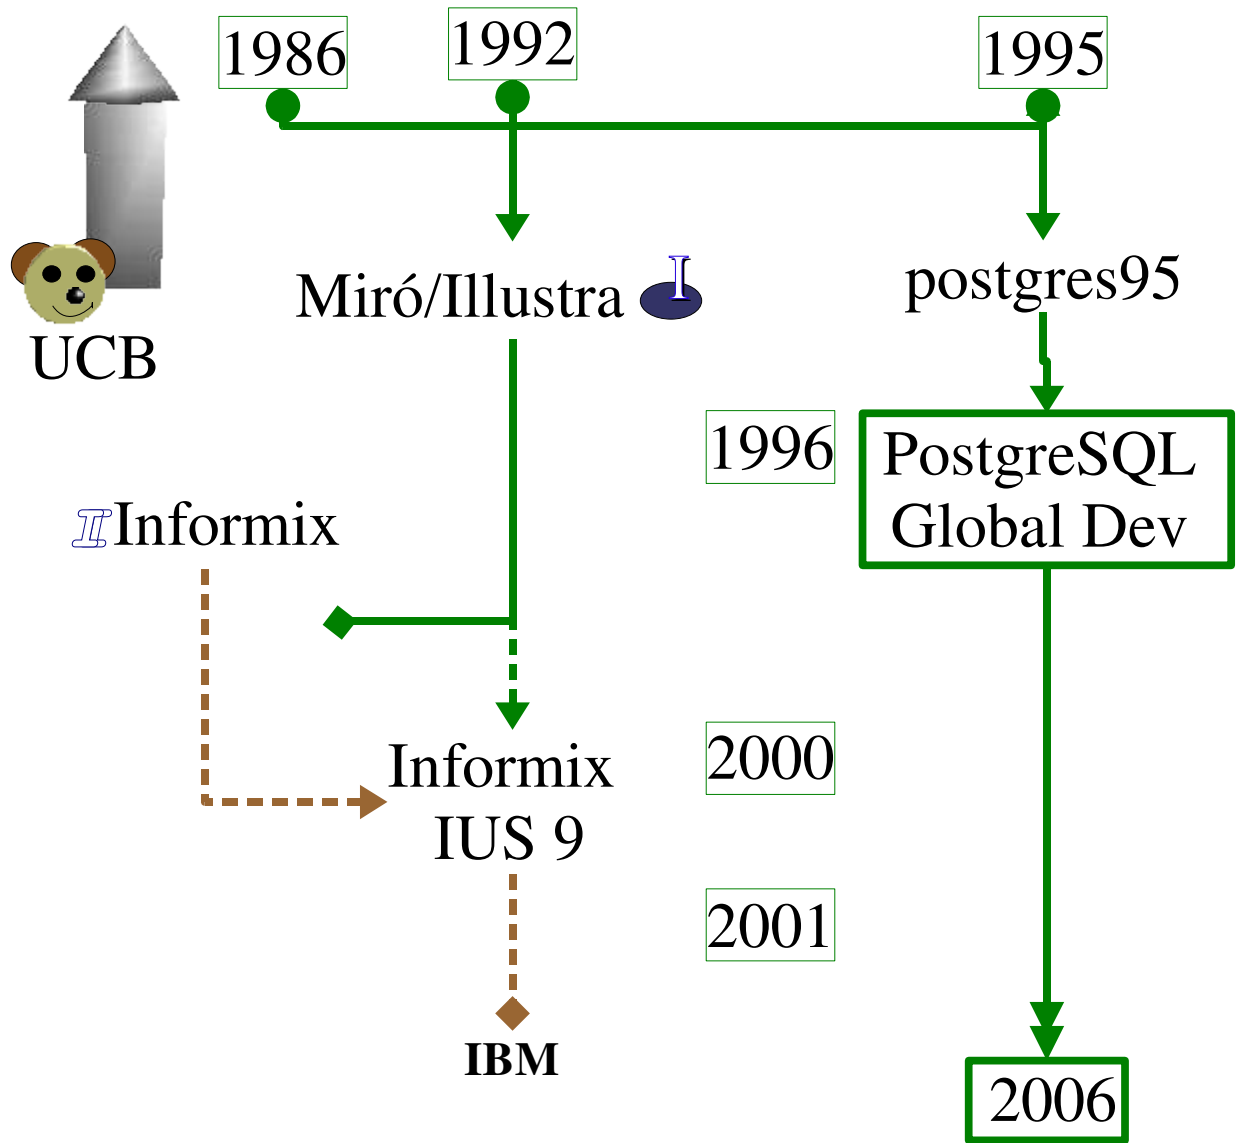 1986
1992
1995
Miró/Illustra I
postgres95
UCB
1996
PostgreSQL
Global Dev
I Informix
2000
Informix
IUS 9
2001
IBM
2006